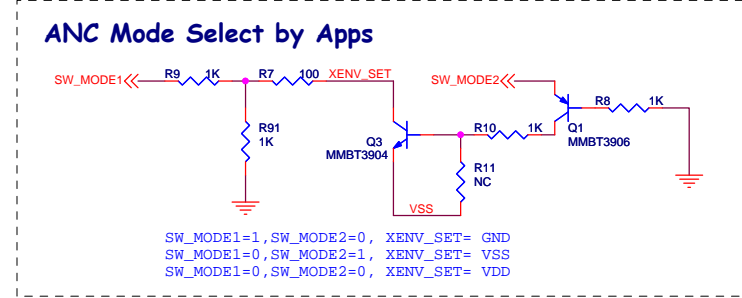 ANC Mode Select by Apps
SW_MODE1 R9 1K R7 100 XENV_SET SW_MODE2 R8 1K
R91
1K
Q3
MMBT3904
R10 1K Q1
MMBT3906
R11
NC
VSS
SW_MODE1=1,SW_MODE2=0, XENV_SET= GND
SW_MODE1=0,SW_MODE2=1, XENV_SET= VSS
SW_MODE1=0,SW_MODE2=0, XENV_SET= VDD